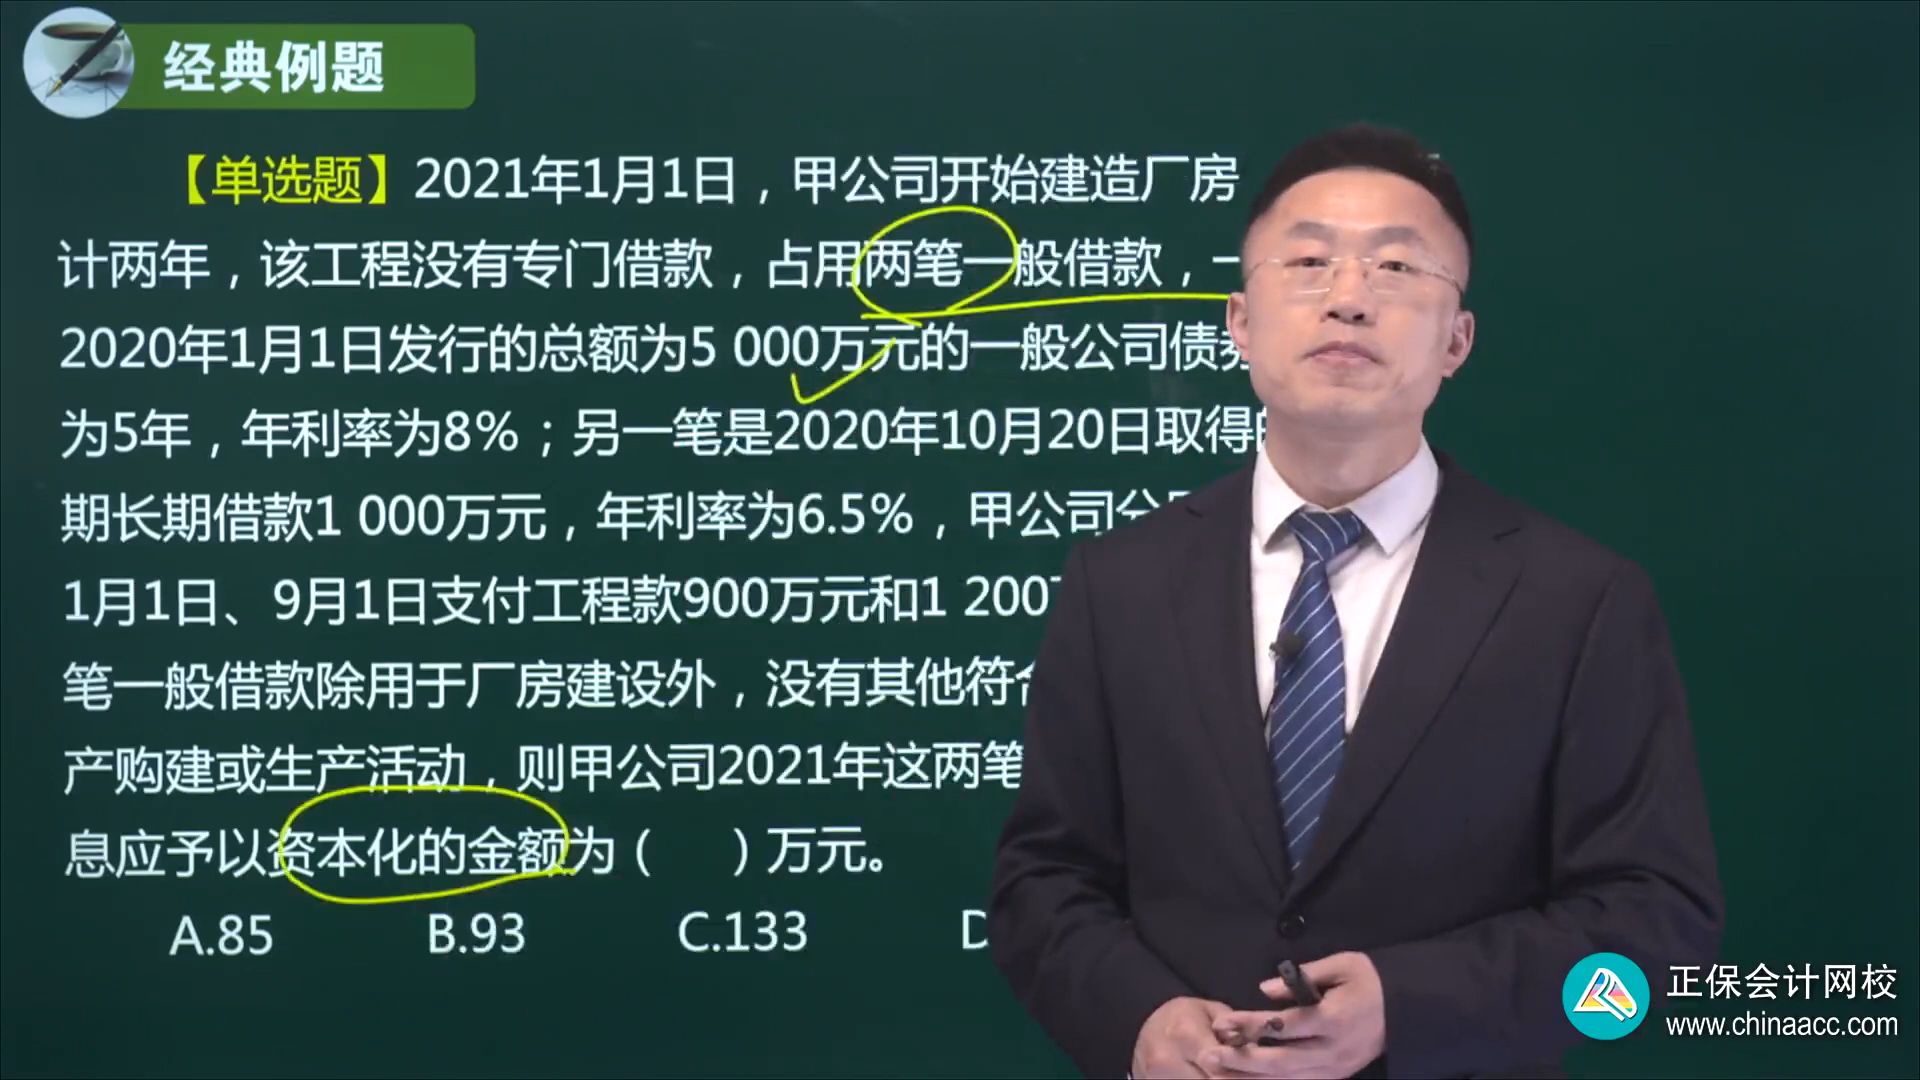 经典例题
【单选题】2021年1月1日，甲公司开始建造厂房
计两年，该工程没有专门借款，占用两笔一般借款，一
2020年1月1日发行的总额为5 000万元的一般公司债券
为5年，年利率为8%；另一笔是2020年10月20日取得的
期长期借款1 000万元，年利率为6.5%，甲公司分
1月1日、9月1日支付工程款900万元和1 200
笔一般借款除用于厂房建设外，没有其他符合
产购建或生产活动，则甲公司2021年这两笔
息应予以资本化的金额为（ ）万元。
A.85 B.93 C.133 D
正保会计网校
www.chinaacc.com